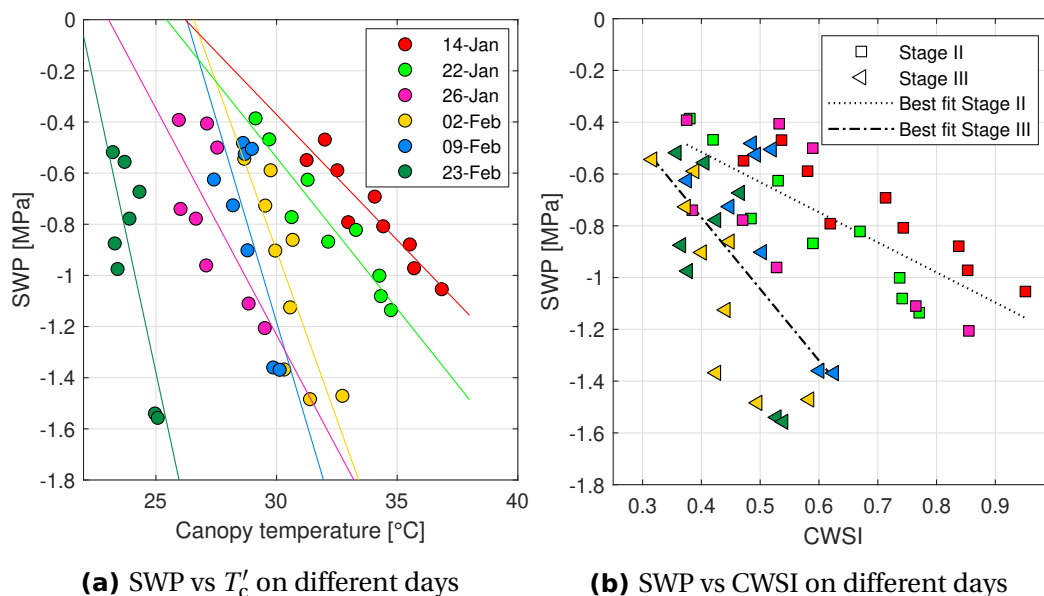 0
-0.2
-0.4
-0.6
-0.8
-1
-1.2
-1.4
-1.6
-1.8
SWP [MPa]
25 30 35 40
Canopy temperature [°C]
14-Jan
22-Jan
26-Jan
02-Feb
09-Feb
23-Feb
(a) SWP vs T′c on different days
0
-0.2
-0.4
-0.6
-0.8
-1
-1.2
-1.4
-1.6
-1.8
SWP [MPa]
0.3 0.4 0.5 0.6 0.7 0.8 0.9
CWSI
Stage II
Stage III
Best fit Stage II
Best fit Stage III
(b) SWP vs CWSI on different days